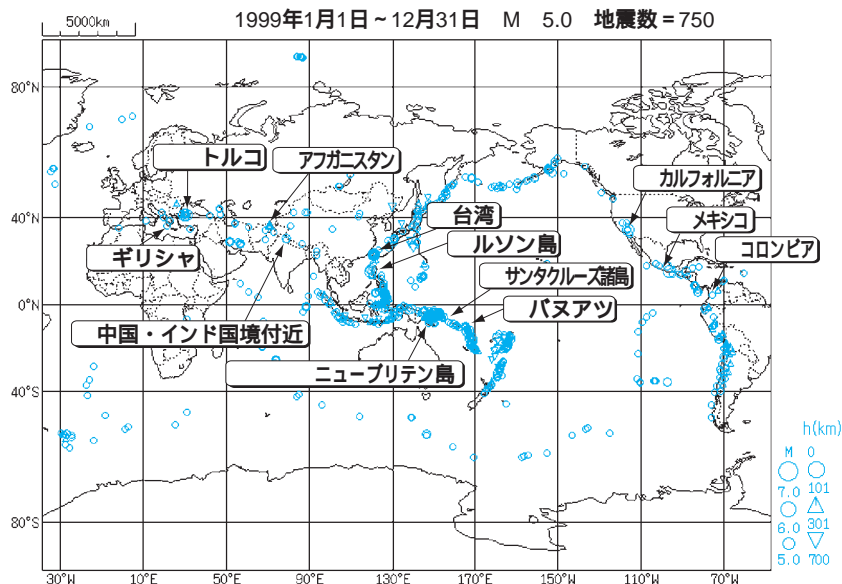 1999年1月1日～12月31日 M 5.0 地震数＝750
5000km
80°N
トルコ
アフガニスタン
カルフォルニア
40°N
台湾
メキシコ
ルソン島
コロンビア
ギリシャ
サンタクルーズ諸島
0°N
バヌアツ
中国・インド国境付近
ニューブリテン島
40°S
h(km)
M 0
7.0 101
6.0 301
5.0 700
80°S
30°W 10°E 50°E 90°E 130°E 170°E 150°W 110°W 70°W